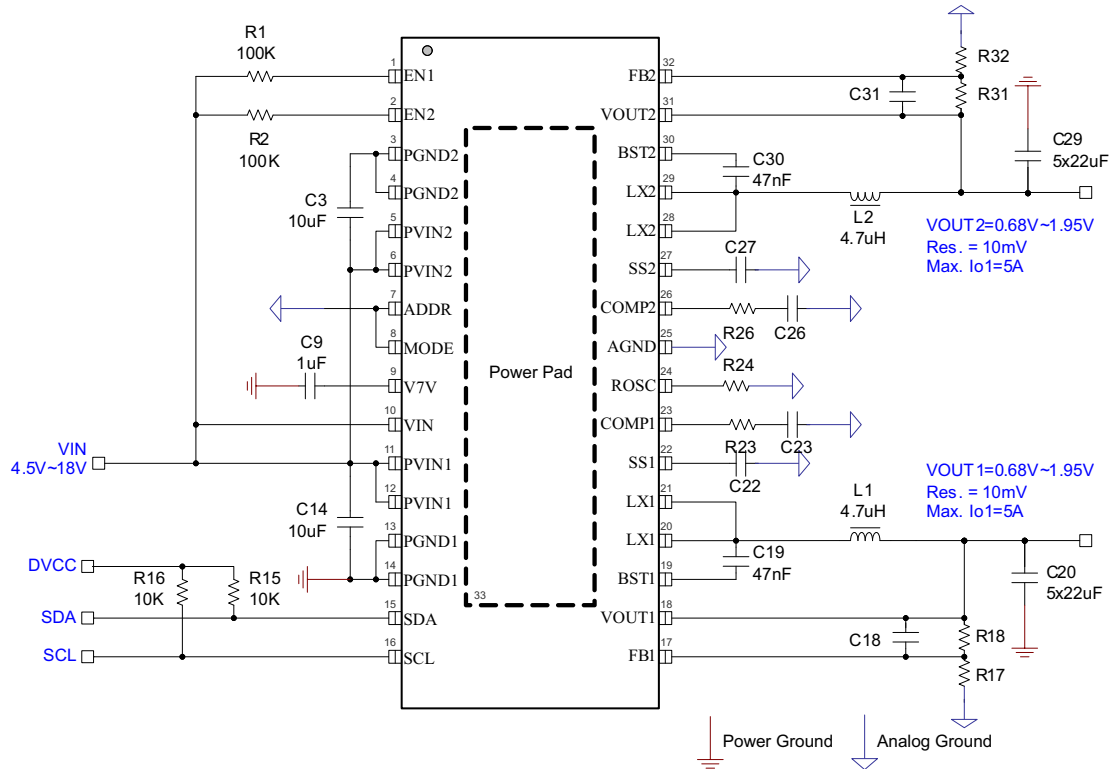 R1
100K
R2
100K
C3
10uF
C9
1uF
VIN
4.5V~18V
C14
10uF
DVCC
R16
10K
R15
10K
SDA
SCL
1
EN1
2
EN2
3
PGND2
4
PGND2
5
PVIN2
6
PVIN2
7
ADDR
8
MODE
9
V7V
10
VIN
11
PVIN1
12
PVIN1
13
PGND1
14
PGND1
15
SDA
16
SCL
Power Pad
33
32
FB2
31
VOUT2
30
BST2
29
LX2
28
LX2
27
SS2
26
COMP2
25
AGND
24
ROSC
23
COMP1
22
SS1
21
LX1
20
LX1
19
BST1
18
VOUT1
17
FB1
R32
R31
C31
C29
5x22uF
C30
47nF
L2
4.7uH
VOUT2=0.68V~1.95V
Res. = 10mV
Max. Io1=5A
C27
R26
C26
R24
R23
C23
C22
VOUT1=0.68V~1.95V
Res. = 10mV
Max. Io1=5A
L1
4.7uH
C19
47nF
C20
5x22uF
C18
R18
R17
Power Ground
Analog Ground